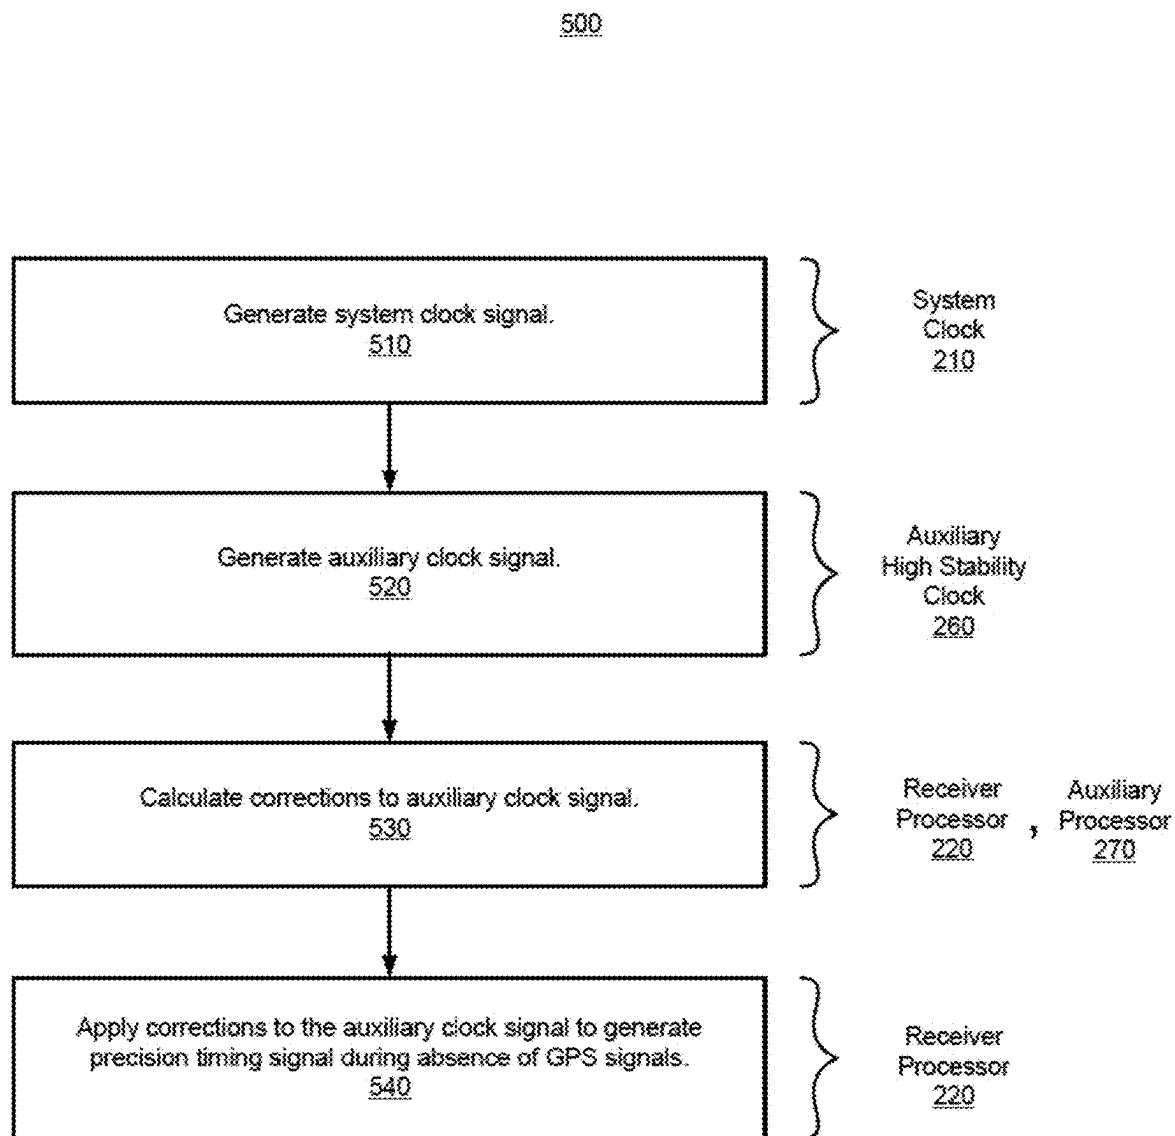 500
Generate system clock signal.
510
System
Clock
210
Generate auxiliary clock signal.
520
Auxiliary
High Stability
Clock
260
Calculate corrections to auxiliary clock signal.
530
Receiver
Processor
220
,
Auxiliary
Processor
270
Apply corrections to the auxiliary clock signal to generate
precision timing signal during absence of GPS signals.
540
Receiver
Processor
220